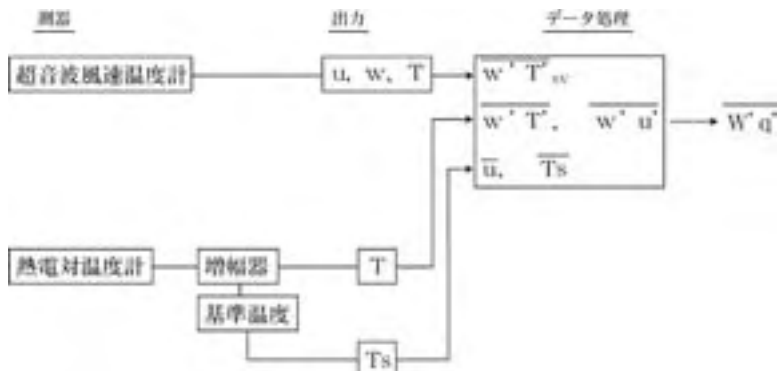 測器 出力 データ処理
超音波風速温度計 u, w, T w'T'sv
w'T', w'u' W'q'
u, Ts
熱電対温度計 増幅器 T
基準温度
Ts